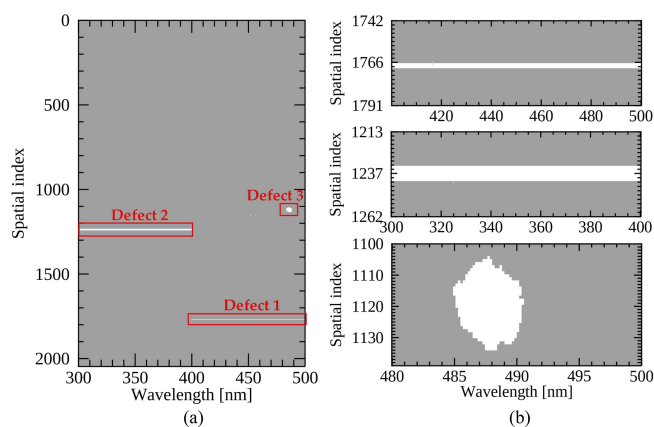 0
500
1000
1500
2000
Spatial index
Defect 3
Defect 2
Defect 1
300 400 500
Wavelength [nm]
(a)
1742
1766
1791
Spatial index
420 440 460 480 500
1213
1237
1262
Spatial index
300 320 340 360 380 400
1100
1110
1120
1130
Spatial index
480 485 490 495 500
Wavelength [nm]
(b)